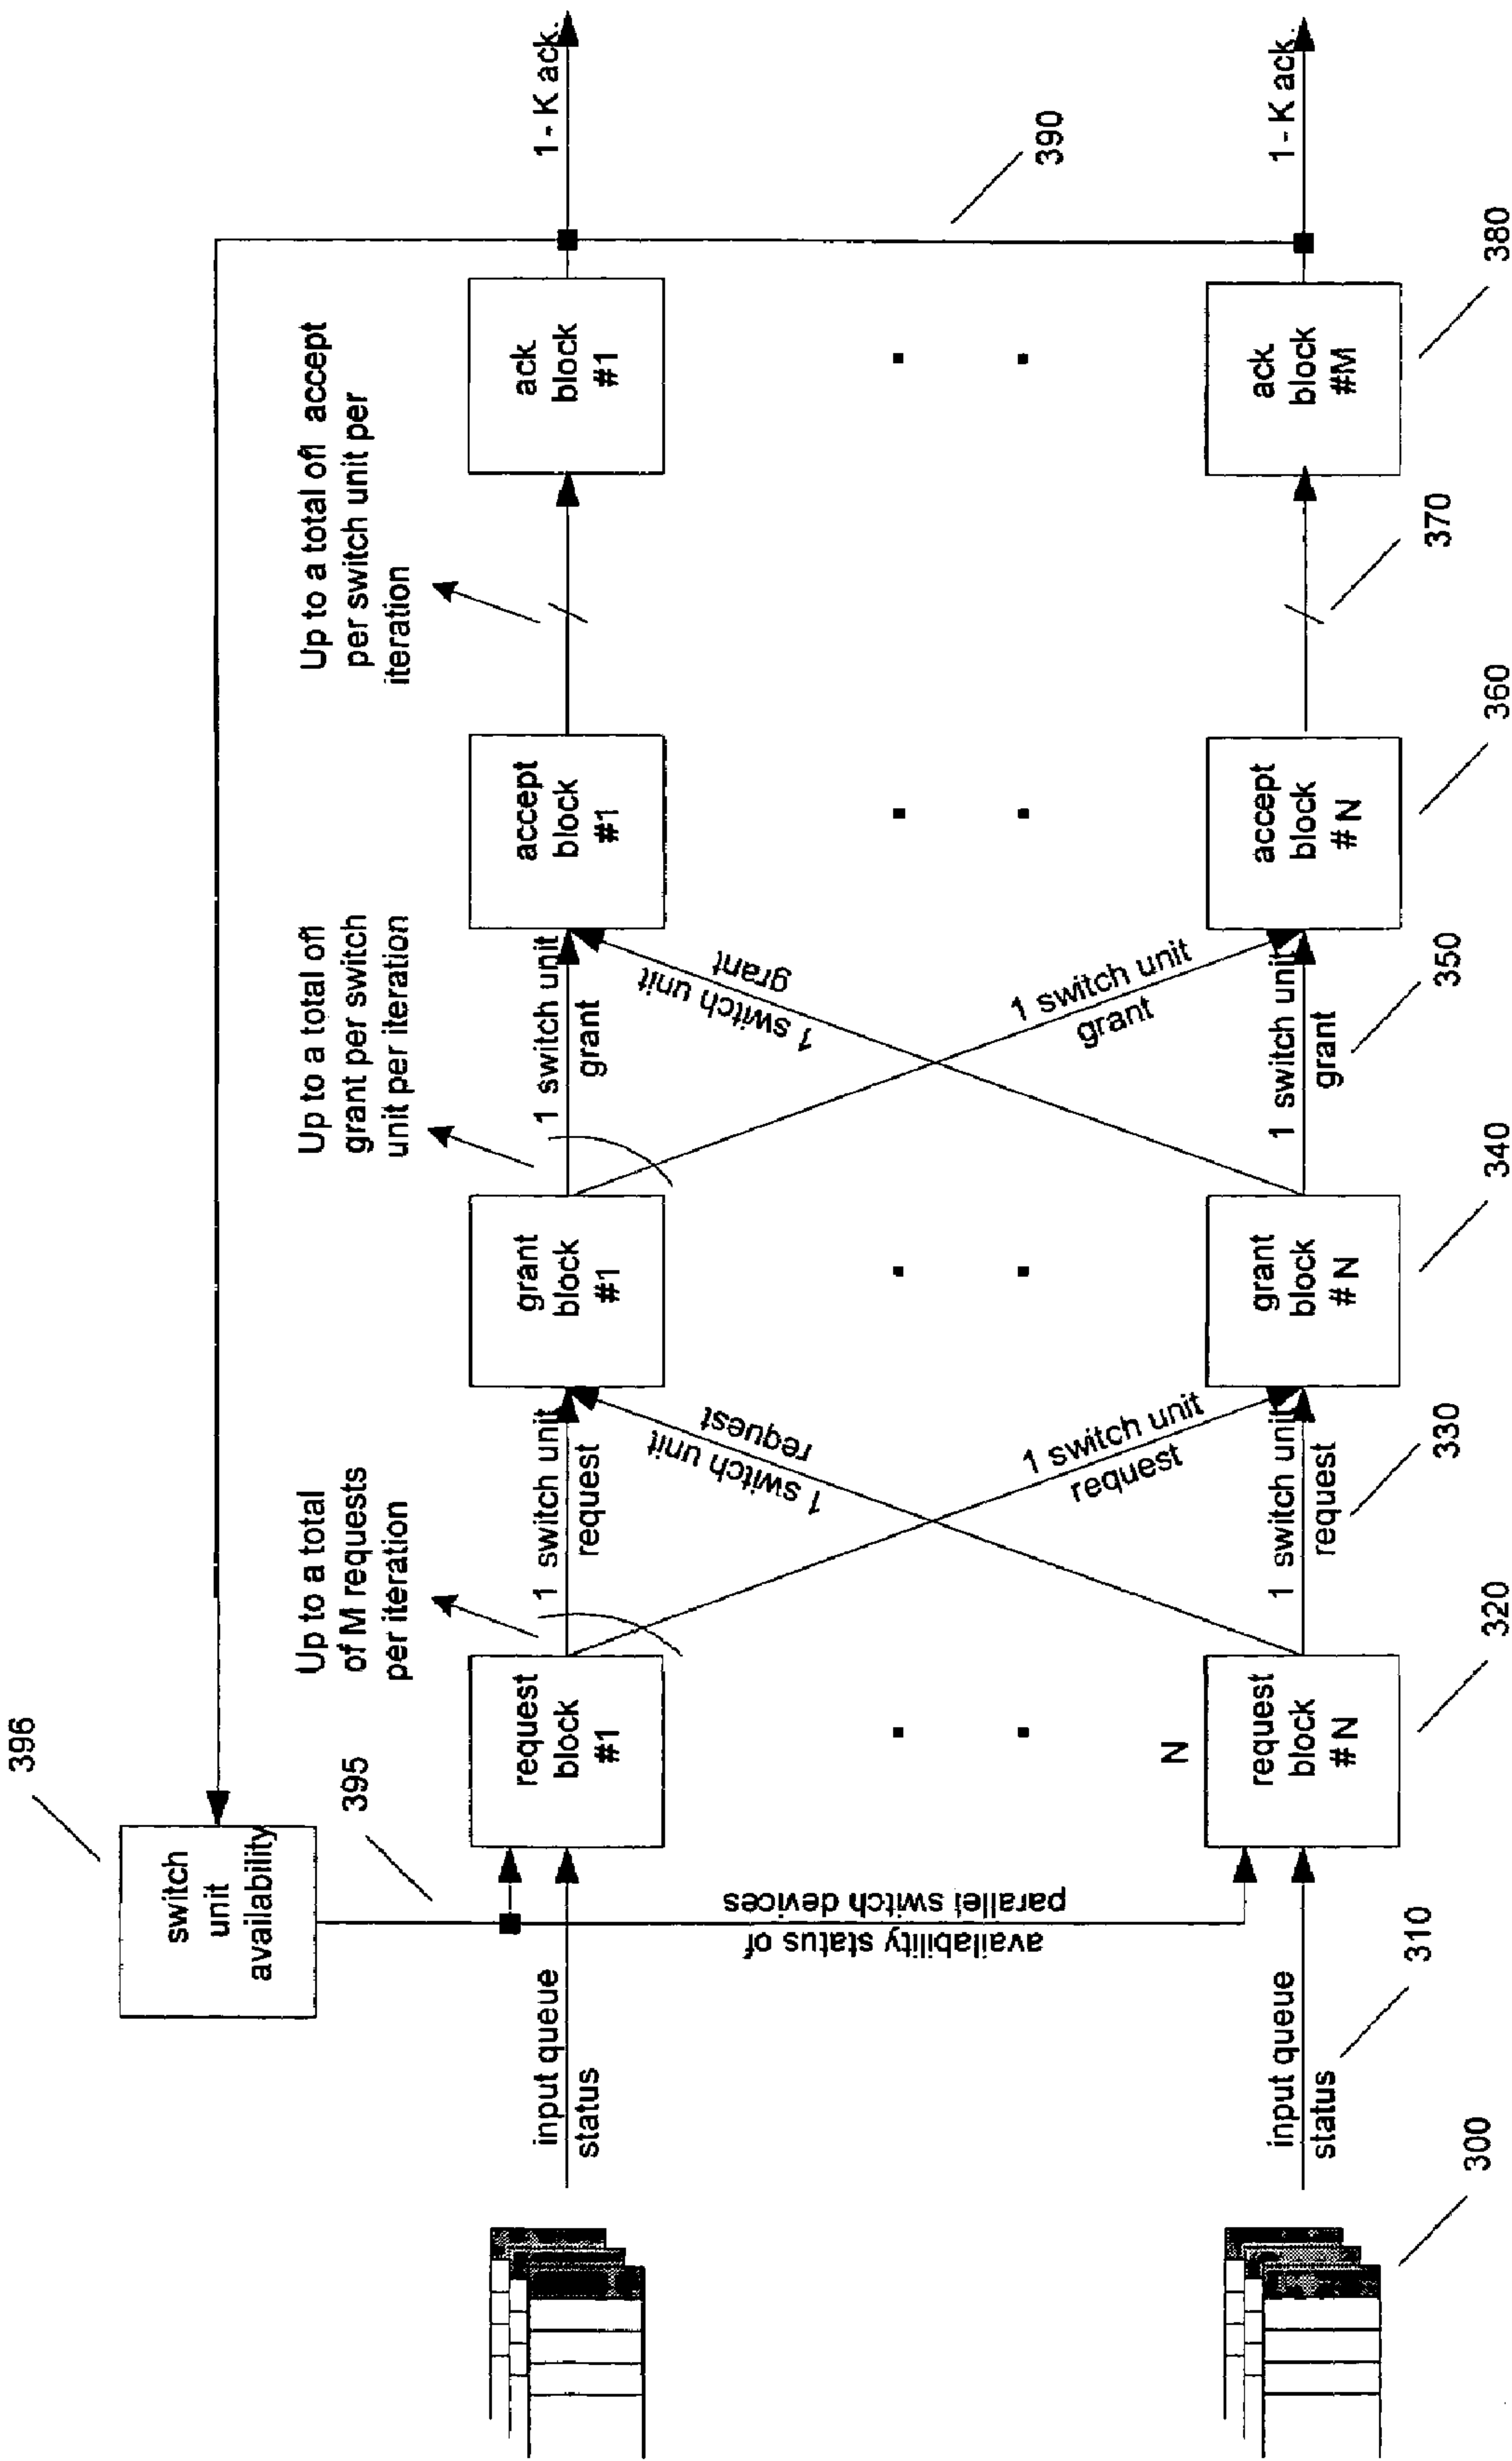 396
switch
unit
availability
395
availability status of
parallel switch devices
Up to a total
of M requests
per iteration
Up to a total of1
grant per switch
unit per iteration
Up to a total of1 accept
per switch unit per
iteration
input queue
status
request
block
#1
1 switch unit
request
grant
block
#1
1 switch unit
grant
accept
block
#1
ack
block
#1
1 - K ack.
1 switch unit
request
1 switch unit
request
1 switch unit
grant
1 switch unit
grant
390
N
input queue
status
request
block
# N
1 switch unit
request
grant
block
# N
1 switch unit
grant
accept
block
# N
ack
block
#M
1 - K ack.
300
310
320
330
340
350
360
370
380